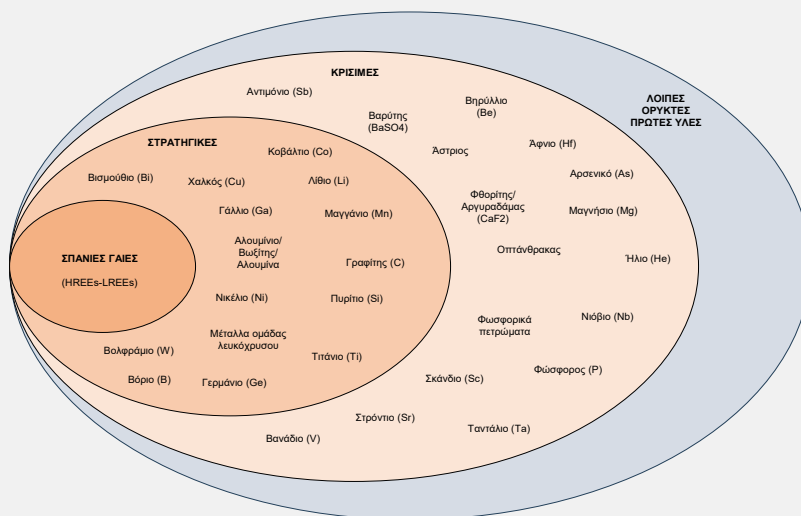 ΚΡΙΣΙΜΕΣ
Αντιμόνιο (Sb)
Βηρύλλιο
(Be)
ΛΟΙΠΕΣ
ΟΡΥΚΤΕΣ
ΠΡΩΤΕΣ ΥΛΕΣ
Βαρύτης
(BaSO4)
ΣΤΡΑΤΗΓΙΚΕΣ
Κοβάλτιο (Co)
Άστριος
Άφνιο (Hf)
Βισμούθιο (Bi)
Χαλκός (Cu)
Λίθιο (Li)
Αρσενικό (As)
Γάλλιο (Ga)
Μαγγάνιο (Mn)
Φθορίτης/
Αργυραδάμας
(CaF2)
Μαγνήσιο (Mg)
Αλουμίνιο/
Βωξίτης/
Αλουμίνα
Οπτάνθρακας
ΣΠΑΝΙΕΣ ΓΑΙΕΣ
(HREEs-LREEs)
Γραφίτης (C)
Ήλιο (He)
Νικέλιο (Ni)
Πυρίτιο (Si)
Φωσφορικά
πετρώματα
Νιόβιο (Nb)
Μέταλλα ομάδας
λευκόχρυσου
Βολφράμιο (W)
Τιτάνιο (Ti)
Βόριο (B)
Γερμάνιο (Ge)
Σκάνδιο (Sc)
Φώσφορος (P)
Στρόντιο (Sr)
Βανάδιο (V)
Ταντάλιο (Ta)